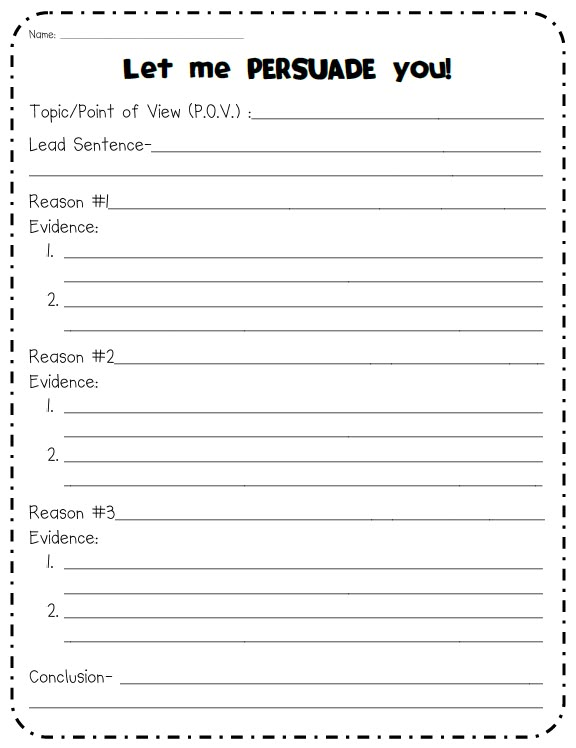 Name:
Let me PERSUADE you!
Topic/Point of View (P.O.V.) :
Lead Sentence-
Reason #1
Evidence:
1.
2.
Reason #2
Evidence:
1.
2.
Reason #3
Evidence:
1.
2.
Conclusion-